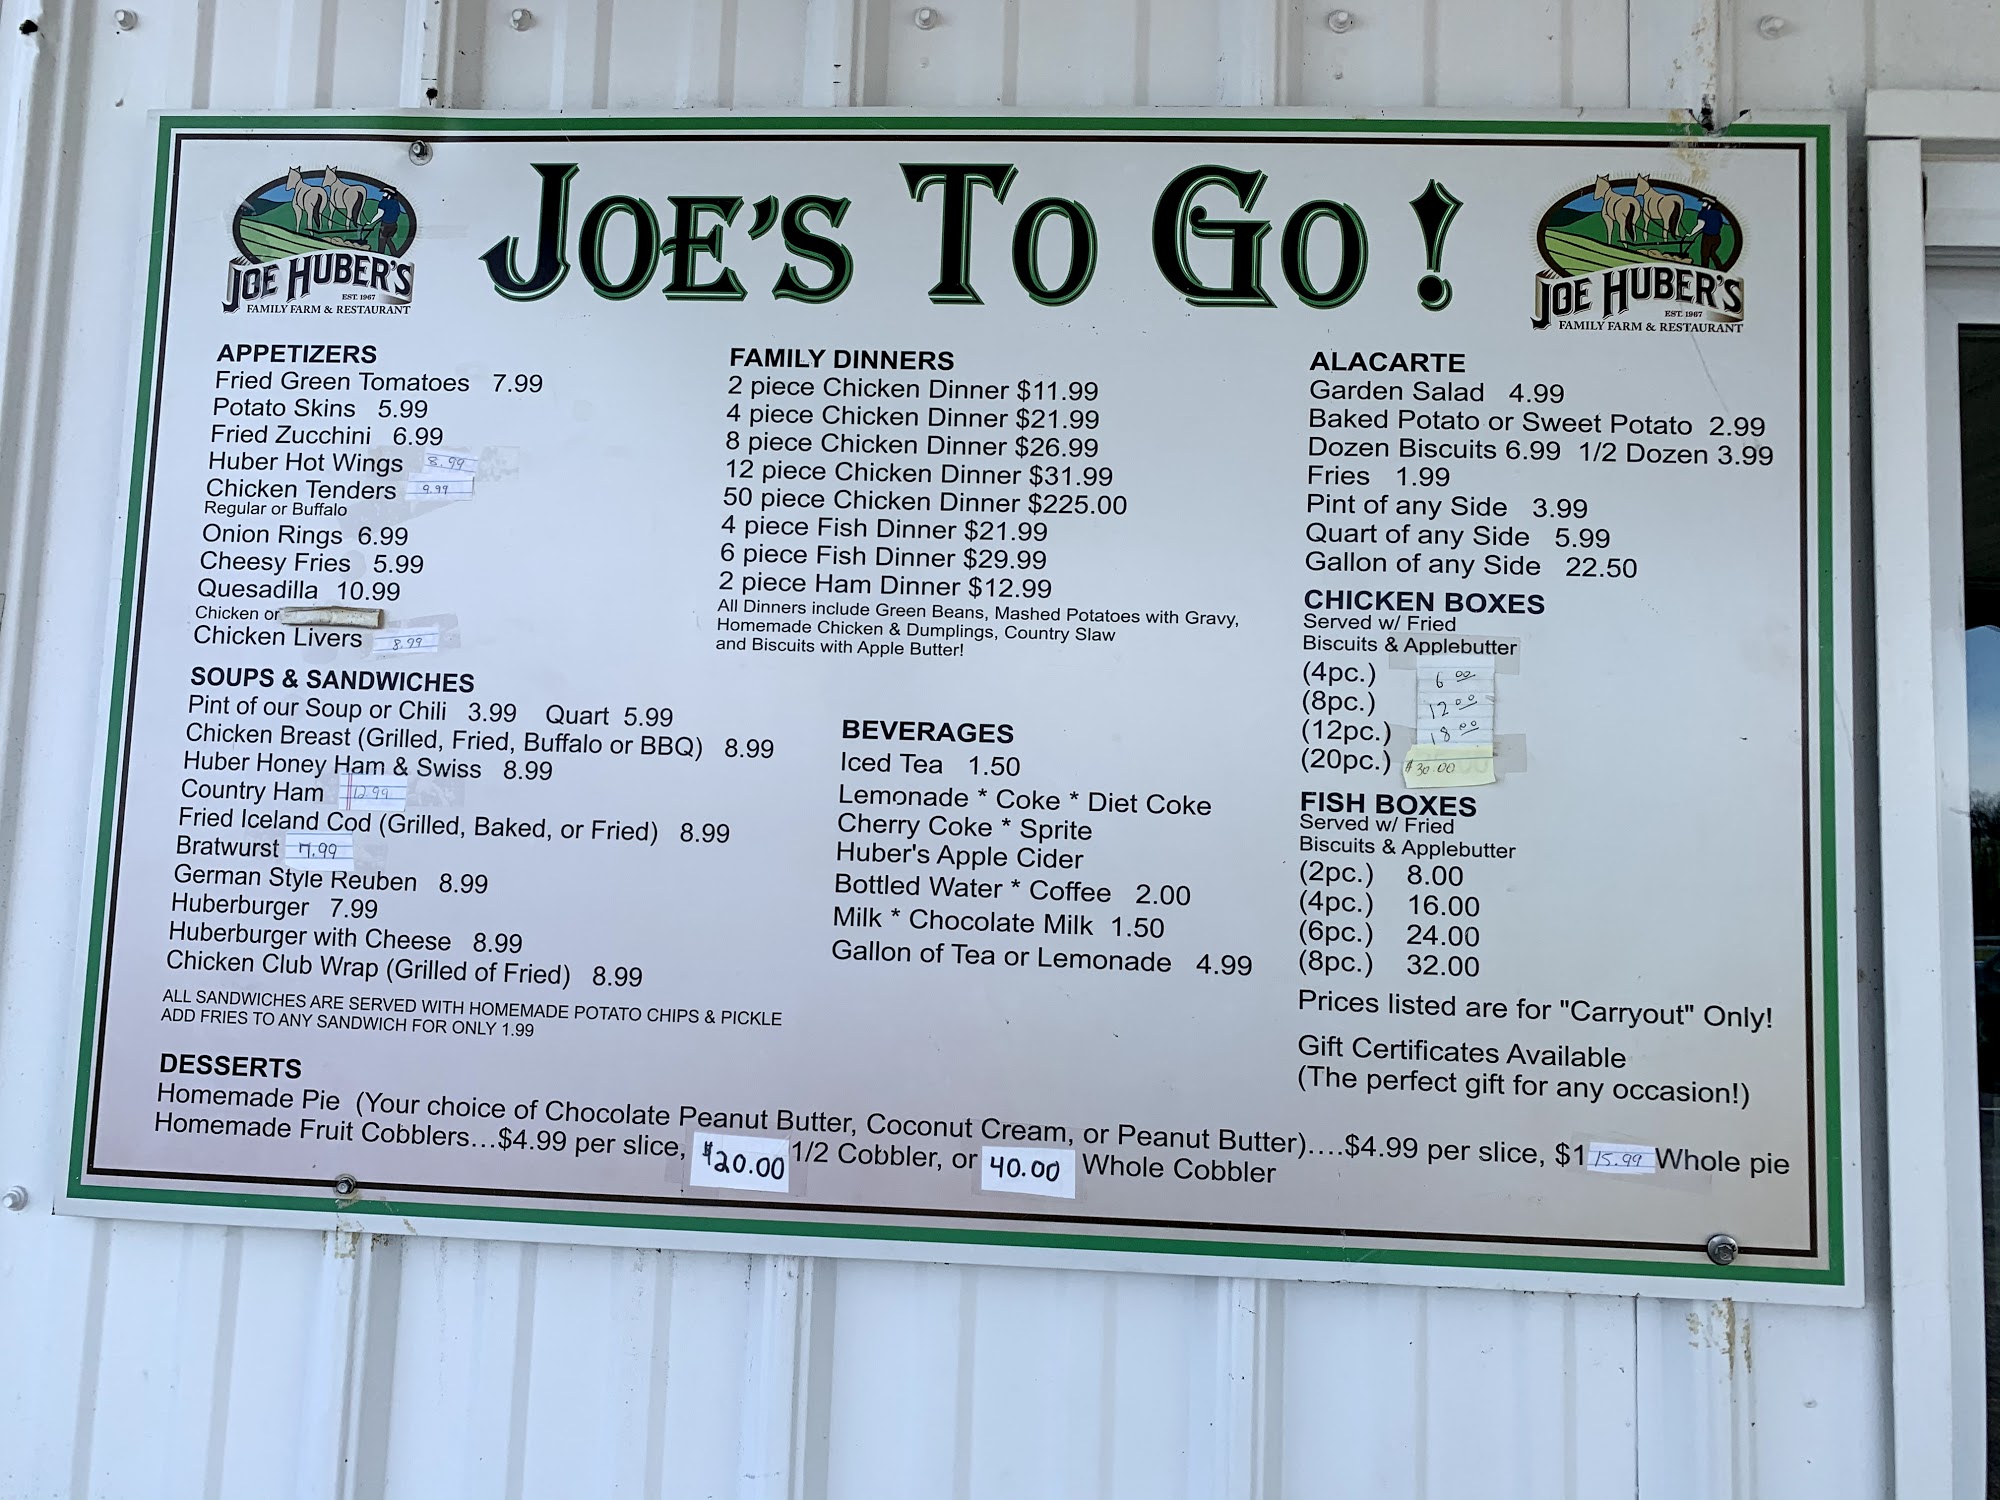 JOE'S TO GO!
JOE HUBER'S
EST. 1967
FAMILY FARM & RESTAURANT
JOE HUBER'S
EST. 1967
FAMILY FARM & RESTAURANT
APPETIZERS
Fried Green Tomatoes 7.99
Potato Skins 5.99
Fried Zucchini 6.99
Huber Hot Wings 8.99
Chicken Tenders 9.99
Regular or Buffalo
Onion Rings 6.99
Cheesy Fries 5.99
Quesadilla 10.99
Chicken or
Chicken Livers 8.99
SOUPS & SANDWICHES
Pint of our Soup or Chili 3.99 Quart 5.99
Chicken Breast (Grilled, Fried, Buffalo or BBQ) 8.99
Huber Honey Ham & Swiss 8.99
Country Ham 12.99
Fried Iceland Cod (Grilled, Baked, or Fried) 8.99
Bratwurst 7.99
German Style Reuben 8.99
Huberburger 7.99
Huberburger with Cheese 8.99
Chicken Club Wrap (Grilled of Fried) 8.99
ALL SANDWICHES ARE SERVED WITH HOMEMADE POTATO CHIPS & PICKLE
ADD FRIES TO ANY SANDWICH FOR ONLY 1.99
FAMILY DINNERS
2 piece Chicken Dinner $11.99
4 piece Chicken Dinner $21.99
8 piece Chicken Dinner $26.99
12 piece Chicken Dinner $31.99
50 piece Chicken Dinner $225.00
4 piece Fish Dinner $21.99
6 piece Fish Dinner $29.99
2 piece Ham Dinner $12.99
All Dinners include Green Beans, Mashed Potatoes with Gravy,
Homemade Chicken & Dumplings, Country Slaw
and Biscuits with Apple Butter!
BEVERAGES
Iced Tea 1.50
Lemonade * Coke * Diet Coke
Cherry Coke * Sprite
Huber's Apple Cider
Bottled Water * Coffee 2.00
Milk * Chocolate Milk 1.50
Gallon of Tea or Lemonade 4.99
ALACARTE
Garden Salad 4.99
Baked Potato or Sweet Potato 2.99
Dozen Biscuits 6.99 1/2 Dozen 3.99
Fries 1.99
Pint of any Side 3.99
Quart of any Side 5.99
Gallon of any Side 22.50
CHICKEN BOXES
Served w/ Fried
Biscuits & Applebutter
(4pc.) 6.00
(8pc.) 12.00
(12pc.) 18.00
(20pc.) $30.00
FISH BOXES
Served w/ Fried
Biscuits & Applebutter
(2pc.) 8.00
(4pc.) 16.00
(6pc.) 24.00
(8pc.) 32.00
Prices listed are for "Carryout" Only!
Gift Certificates Available
(The perfect gift for any occasion!)
DESSERTS
Homemade Pie (Your choice of Chocolate Peanut Butter, Coconut Cream, or Peanut Butter)....$4.99 per slice, $1 15.99 Whole pie
Homemade Fruit Cobblers...$4.99 per slice, $20.00 1/2 Cobbler, or 40.00 Whole Cobbler